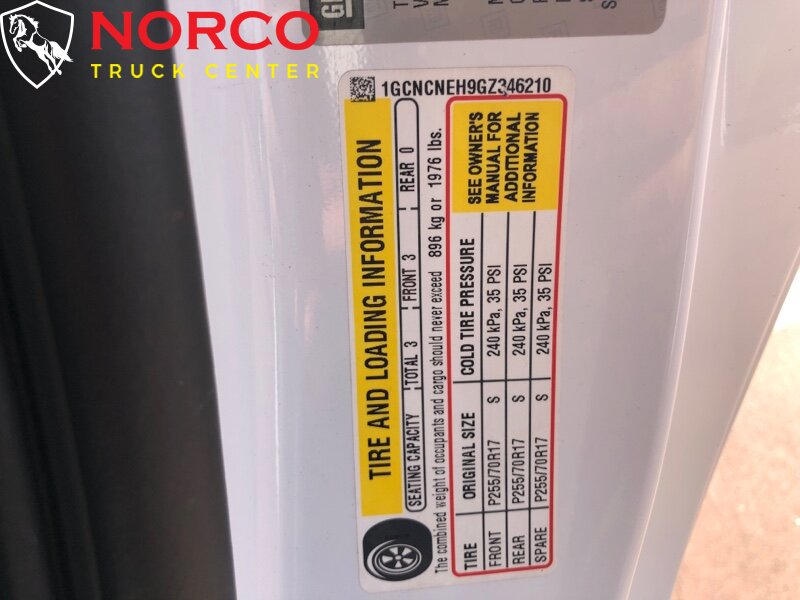 NORCO
TRUCK CENTER
GM
1GCNCNEH9GZ346210
TIRE AND LOADING INFORMATION
SEATING CAPACITY TOTAL 3 FRONT 3 REAR 0
The combined weight of occupants and cargo should never exceed 896 kg or 1976 lbs.
TIRE ORIGINAL SIZE COLD TIRE PRESSURE
FRONT P255/70R17 S 240 kPa, 35 PSI
REAR P255/70R17 S 240 kPa, 35 PSI
SPARE P255/70R17 S 240 kPa, 35 PSI
SEE OWNER'S
MANUAL FOR
ADDITIONAL
INFORMATION